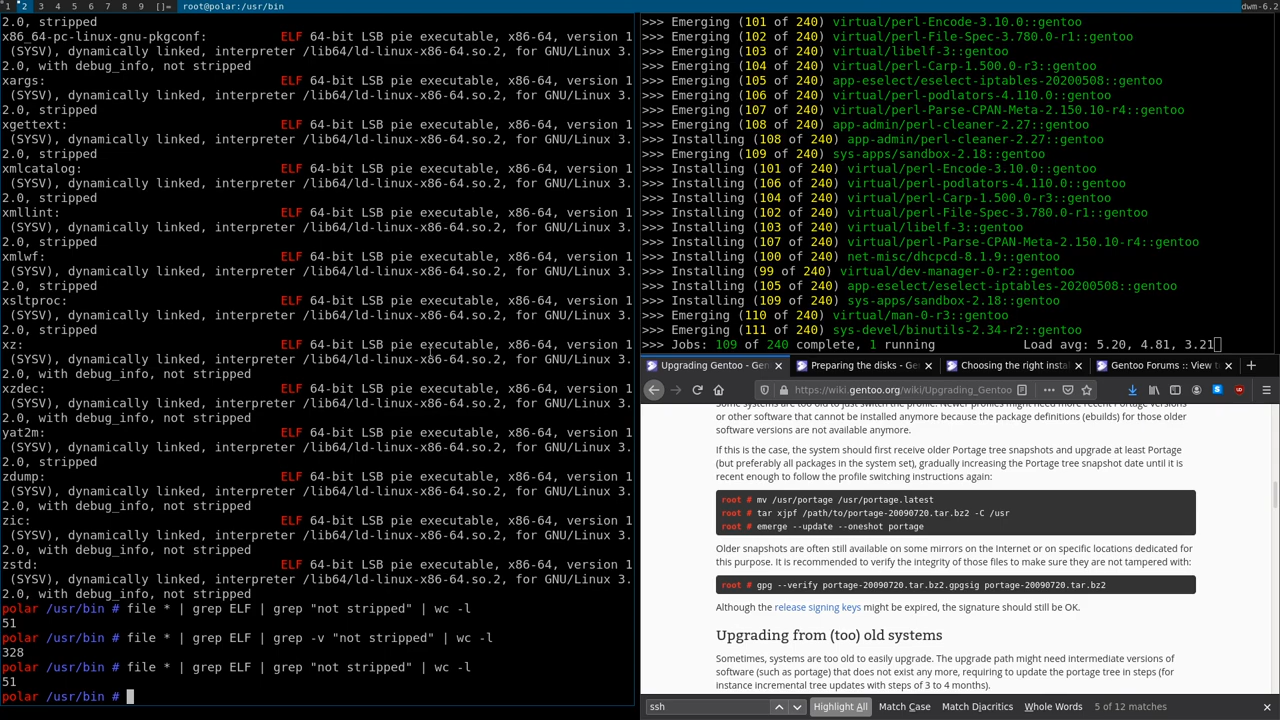 1 2 3 4 5 6 7 8 9 []= root@polar:/usr/bin dwm-6.2
2.0, stripped
x86_64-pc-linux-gnu-pkgconf: ELF 64-bit LSB pie executable, x86-64, version 1
(SYSV), dynamically linked, interpreter /lib64/ld-linux-x86-64.so.2, for GNU/Linux 3.
2.0, with debug_info, not stripped
xargs: ELF 64-bit LSB pie executable, x86-64, version 1
(SYSV), dynamically linked, interpreter /lib64/ld-linux-x86-64.so.2, for GNU/Linux 3.
2.0, stripped
xgettext: ELF 64-bit LSB pie executable, x86-64, version 1
(SYSV), dynamically linked, interpreter /lib64/ld-linux-x86-64.so.2, for GNU/Linux 3.
2.0, stripped
xmlcatalog: ELF 64-bit LSB pie executable, x86-64, version 1
(SYSV), dynamically linked, interpreter /lib64/ld-linux-x86-64.so.2, for GNU/Linux 3.
2.0, stripped
xmllint: ELF 64-bit LSB pie executable, x86-64, version 1
(SYSV), dynamically linked, interpreter /lib64/ld-linux-x86-64.so.2, for GNU/Linux 3.
2.0, stripped
xmlwf: ELF 64-bit LSB pie executable, x86-64, version 1
(SYSV), dynamically linked, interpreter /lib64/ld-linux-x86-64.so.2, for GNU/Linux 3.
2.0, stripped
xsltproc: ELF 64-bit LSB pie executable, x86-64, version 1
(SYSV), dynamically linked, interpreter /lib64/ld-linux-x86-64.so.2, for GNU/Linux 3.
2.0, stripped
xz: ELF 64-bit LSB pie executable, x86-64, version 1
(SYSV), dynamically linked, interpreter /lib64/ld-linux-x86-64.so.2, for GNU/Linux 3.
2.0, with debug_info, not stripped
xzdec: ELF 64-bit LSB pie executable, x86-64, version 1
(SYSV), dynamically linked, interpreter /lib64/ld-linux-x86-64.so.2, for GNU/Linux 3.
2.0, with debug_info, not stripped
yat2m: ELF 64-bit LSB pie executable, x86-64, version 1
(SYSV), dynamically linked, interpreter /lib64/ld-linux-x86-64.so.2, for GNU/Linux 3.
2.0, stripped
zdump: ELF 64-bit LSB pie executable, x86-64, version 1
(SYSV), dynamically linked, interpreter /lib64/ld-linux-x86-64.so.2, for GNU/Linux 3.
2.0, with debug_info, not stripped
zic: ELF 64-bit LSB pie executable, x86-64, version 1
(SYSV), dynamically linked, interpreter /lib64/ld-linux-x86-64.so.2, for GNU/Linux 3.
2.0, with debug_info, not stripped
zstd: ELF 64-bit LSB pie executable, x86-64, version 1
(SYSV), dynamically linked, interpreter /lib64/ld-linux-x86-64.so.2, for GNU/Linux 3.
2.0, with debug_info, not stripped
polar /usr/bin # file * | grep ELF | grep "not stripped" | wc -l
51
polar /usr/bin # file * | grep ELF | grep -v "not stripped" | wc -l
328
polar /usr/bin # file * | grep ELF | grep "not stripped" | wc -l
51
polar /usr/bin #
>>> Emerging (101 of 240) virtual/perl-Encode-3.10.0::gentoo
>>> Emerging (102 of 240) virtual/perl-File-Spec-3.780.0-r1::gentoo
>>> Emerging (103 of 240) virtual/libelf-3::gentoo
>>> Emerging (104 of 240) virtual/perl-Carp-1.500.0-r3::gentoo
>>> Emerging (105 of 240) app-eselect/eselect-iptables-20200508::gentoo
>>> Emerging (106 of 240) virtual/perl-podlators-4.110.0::gentoo
>>> Emerging (107 of 240) virtual/perl-Parse-CPAN-Meta-2.150.10-r4::gentoo
>>> Emerging (108 of 240) app-admin/perl-cleaner-2.27::gentoo
>>> Installing (108 of 240) app-admin/perl-cleaner-2.27::gentoo
>>> Emerging (109 of 240) sys-apps/sandbox-2.18::gentoo
>>> Installing (101 of 240) virtual/perl-Encode-3.10.0::gentoo
>>> Installing (106 of 240) virtual/perl-podlators-4.110.0::gentoo
>>> Installing (104 of 240) virtual/perl-Carp-1.500.0-r3::gentoo
>>> Installing (102 of 240) virtual/perl-File-Spec-3.780.0-r1::gentoo
>>> Installing (103 of 240) virtual/libelf-3::gentoo
>>> Installing (107 of 240) virtual/perl-Parse-CPAN-Meta-2.150.10-r4::gentoo
>>> Installing (100 of 240) net-misc/dhcpcd-8.1.9::gentoo
>>> Installing (99 of 240) virtual/dev-manager-0-r2::gentoo
>>> Installing (105 of 240) app-eselect/eselect-iptables-20200508::gentoo
>>> Installing (109 of 240) sys-apps/sandbox-2.18::gentoo
>>> Emerging (110 of 240) virtual/man-0-r3::gentoo
>>> Emerging (111 of 240) sys-devel/binutils-2.34-r2::gentoo
>>> Jobs: 109 of 240 complete, 1 running Load avg: 5.20, 4.81, 3.21
Upgrading Gentoo - Gen Preparing the disks - Ge Choosing the right insta Gentoo Forums :: View t
https://wiki.gentoo.org/wiki/Upgrading_Gentoo
Some systems are too old to just switch the profile. Newer profiles might need more recent Portage versions
or other software that cannot be installed anymore because the package definitions (ebuilds) for those older
software versions are not available anymore.
If this is the case, the system should first receive older Portage tree snapshots and upgrade at least Portage
(but preferably all packages in the system set), gradually increasing the Portage tree snapshot date until it is
recent enough to follow the profile switching instructions again:
root # mv /usr/portage /usr/portage.latest
root # tar xjpf /path/to/portage-20090720.tar.bz2 -C /usr
root # emerge --update --oneshot portage
Older snapshots are often still available on some mirrors on the Internet or on specific locations dedicated for
this purpose. It is recommended to verify the integrity of those files to make sure they are not tampered with:
root # gpg --verify portage-20090720.tar.bz2.gpgsig portage-20090720.tar.bz2
Although the release signing keys might be expired, the signature should still be OK.
Upgrading from (too) old systems
Sometimes, systems are too old to easily upgrade. The upgrade path might need intermediate versions of
software (such as portage) that does not exist any more, requiring to update the portage tree in steps (for
instance incremental tree updates with steps of 3 to 4 months).
ssh Highlight All Match Case Match Diacritics Whole Words 5 of 12 matches